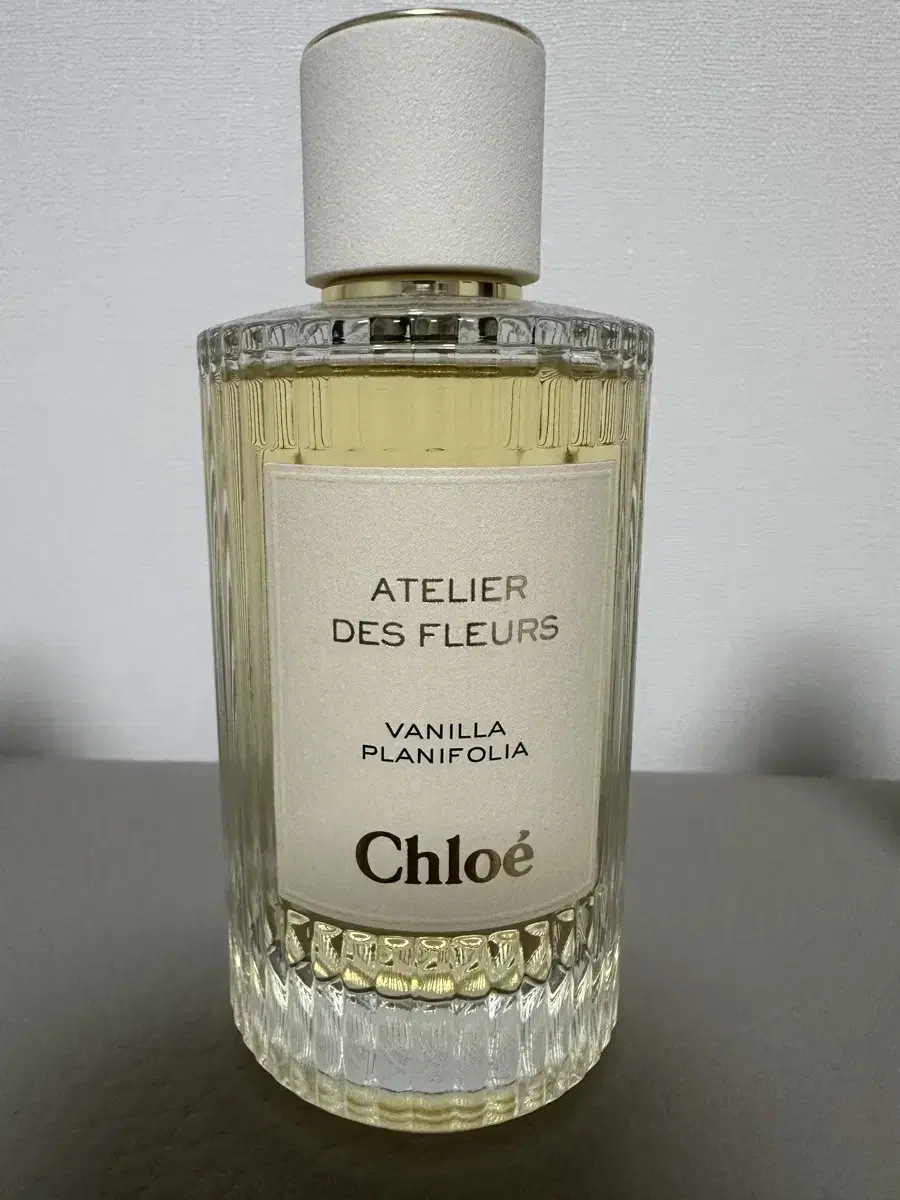 ATELIER
DES FLEURS
VANILLA
PLANIFOLIA
Chloé